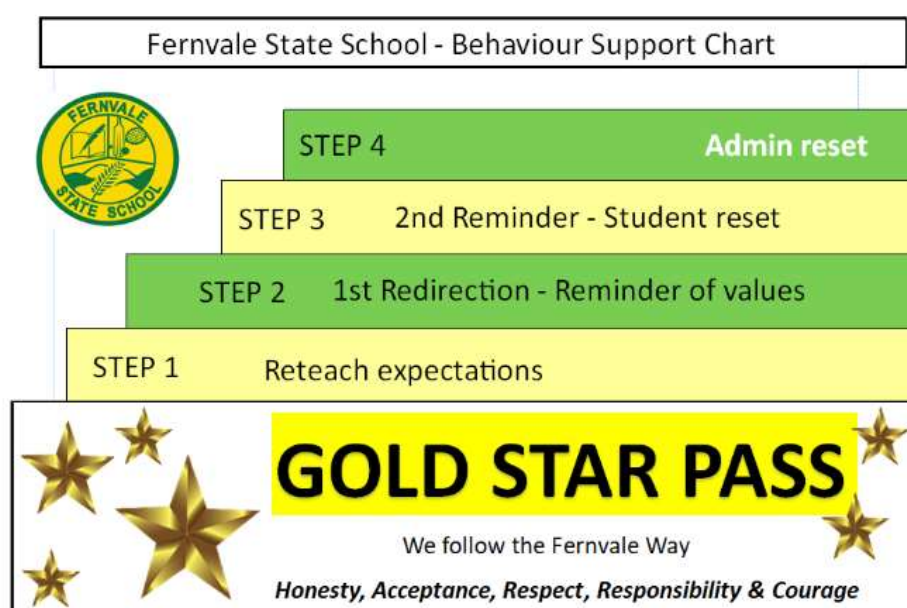 Fernvale State School - Behaviour Support Chart
FERNVALE
STATE SCHOOL
STEP 4 Admin reset
STEP 3 2nd Reminder - Student reset
STEP 2 1st Redirection - Reminder of values
STEP 1 Reteach expectations
GOLD STAR PASS
We follow the Fernvale Way
Honesty, Acceptance, Respect, Responsibility & Courage